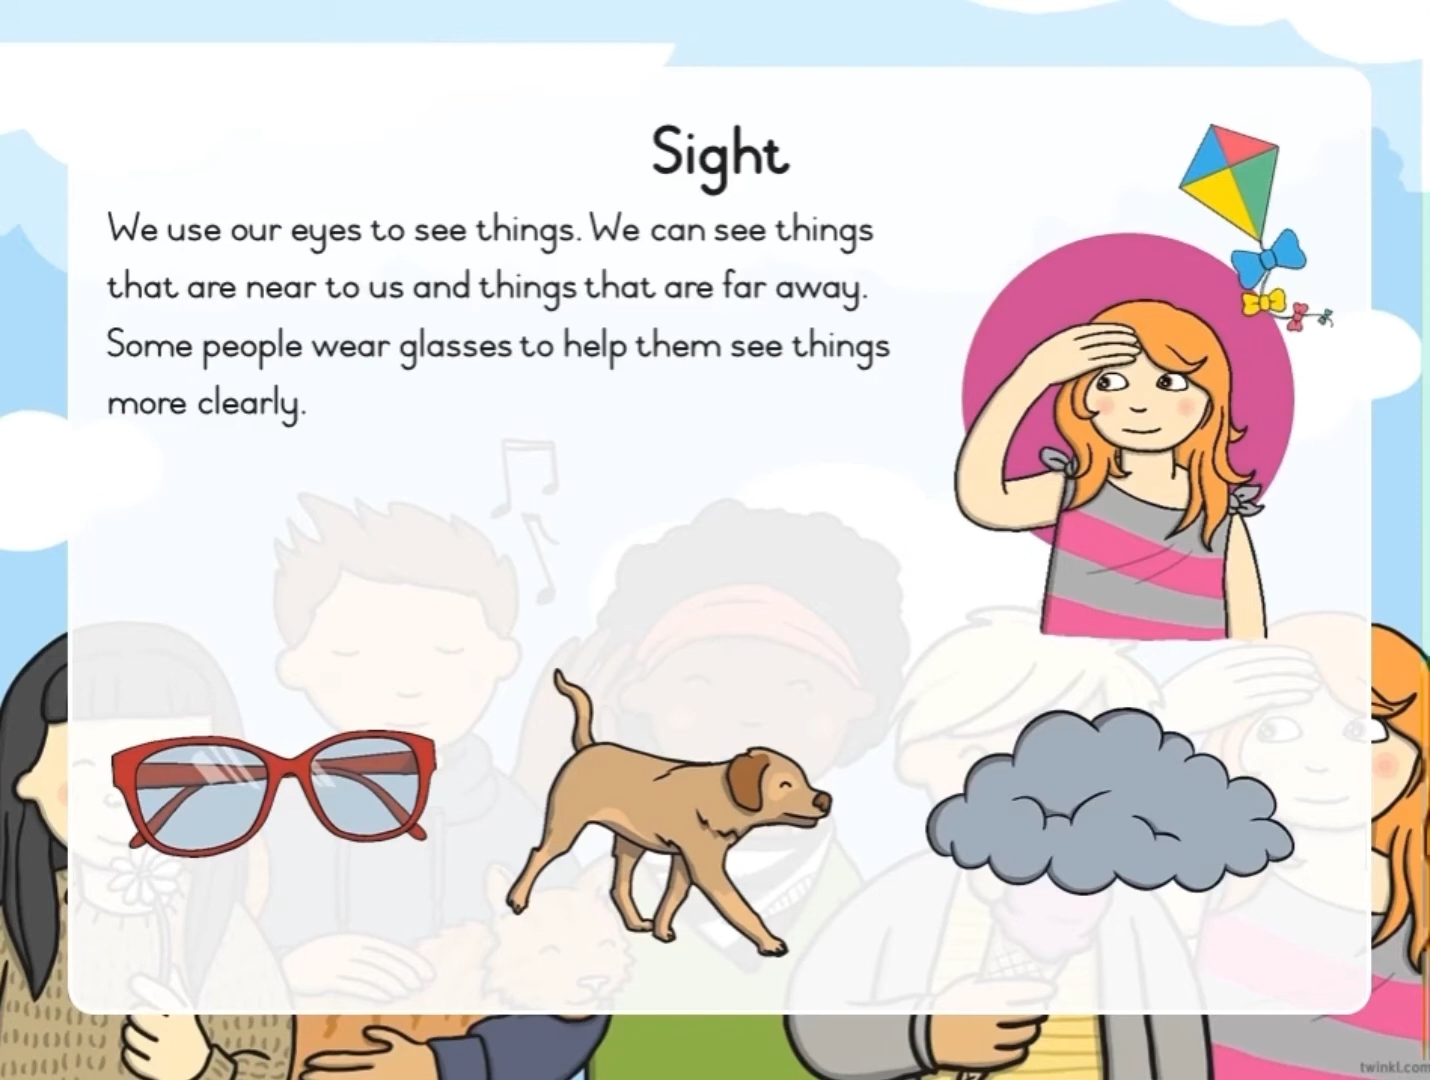 Sight
We use our eyes to see things. We can see things
that are near to us and things that are far away.
Some people wear glasses to help them see things
more clearly.
twinkl.com